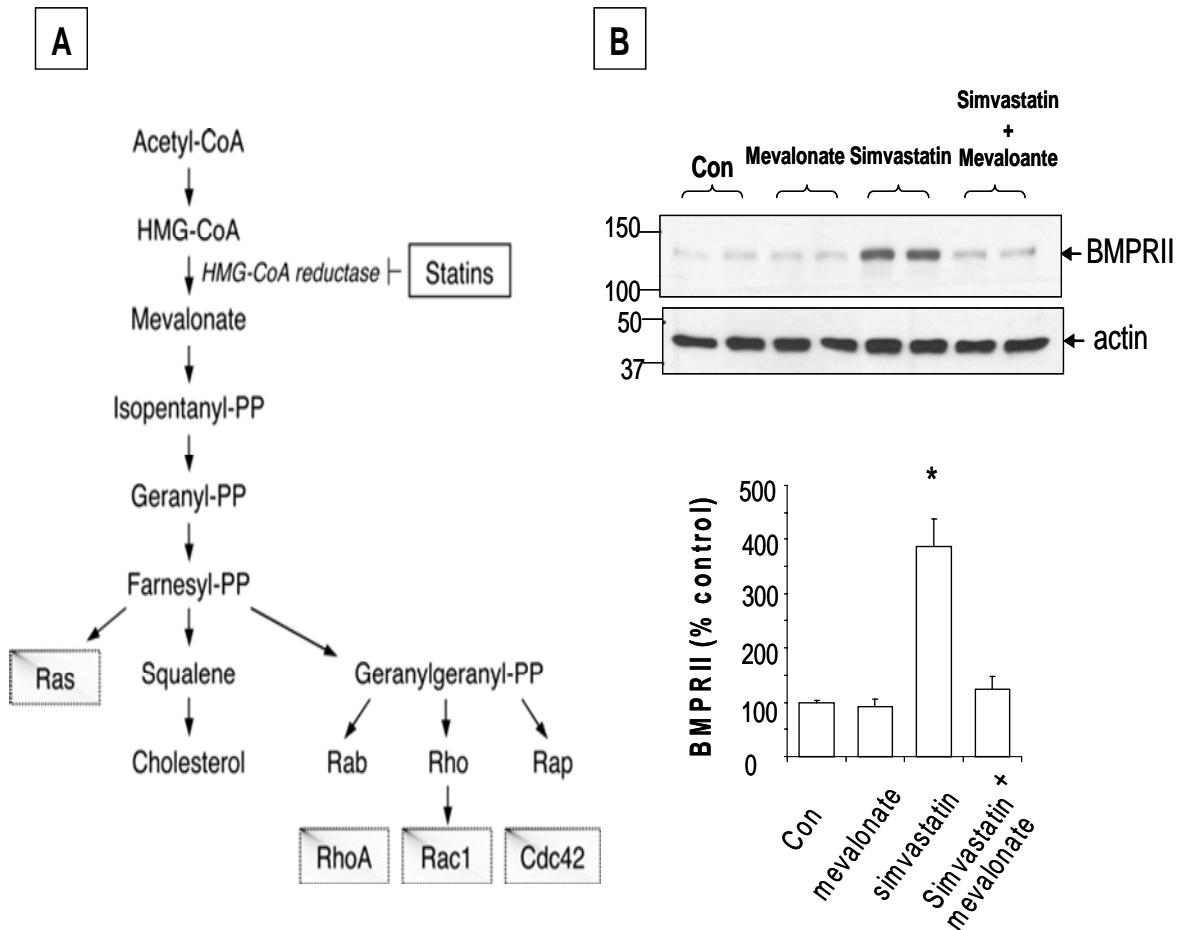 A
Acetyl-CoA
HMG-CoA
HMG-CoA reductase
Statins
Mevalonate
Isopentanyl-PP
Geranyl-PP
Farnesyl-PP
Ras
Squalene
Geranylgeranyl-PP
Cholesterol
Rab
Rho
Rap
RhoA
Rac1
Cdc42
B
Con
Mevalonate
Simvastatin
Simvastatin
+
Mevaloante
150
100
BMPRII
50
37
actin
BMPRII (% control)
500
400
300
200
100
0
*
Con
mevalonate
simvastatin
Simvastatin +
mevalonate